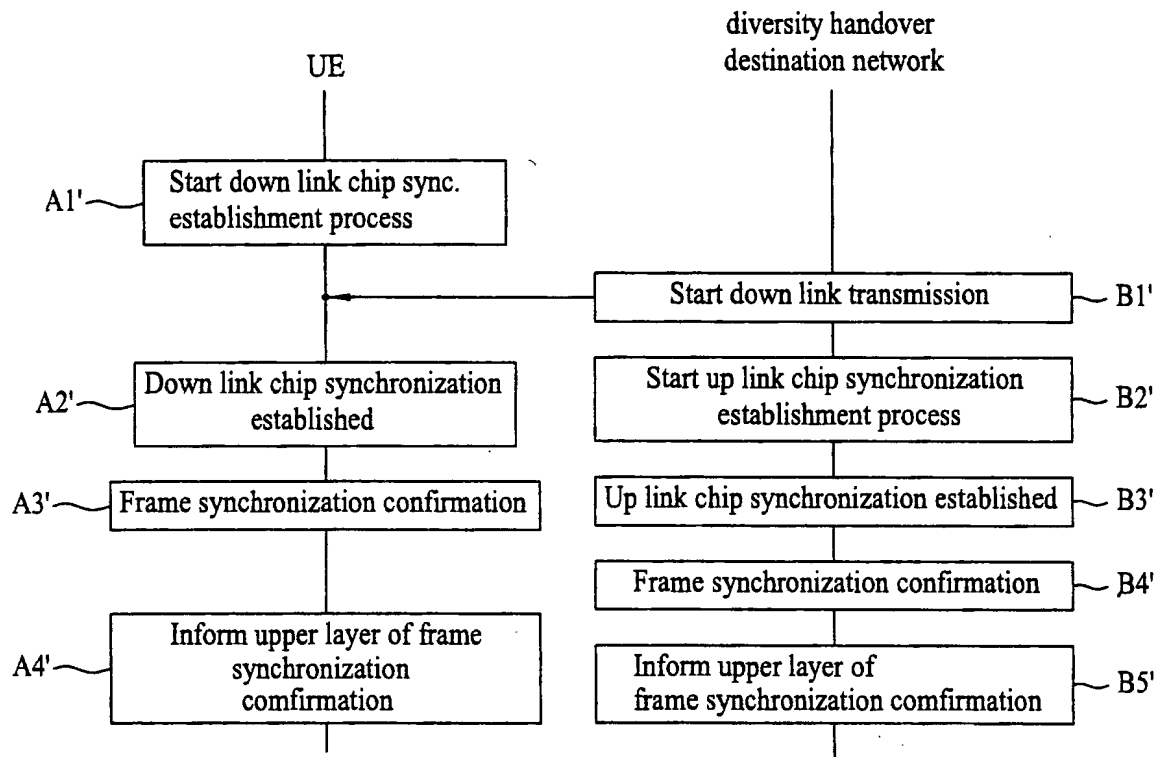 diversity handover
destination network
UE
A1'
Start down link chip sync.
establishment process
Start down link transmission
B1'
A2'
Down link chip synchronization
established
Start up link chip synchronization
establishment process
B2'
A3'
Frame synchronization confirmation
Up link chip synchronization established
B3'
Frame synchronization confirmation
B4'
A4'
Inform upper layer of frame
synchronization
comfirmation
Inform upper layer of
frame synchronization comfirmation
B5'